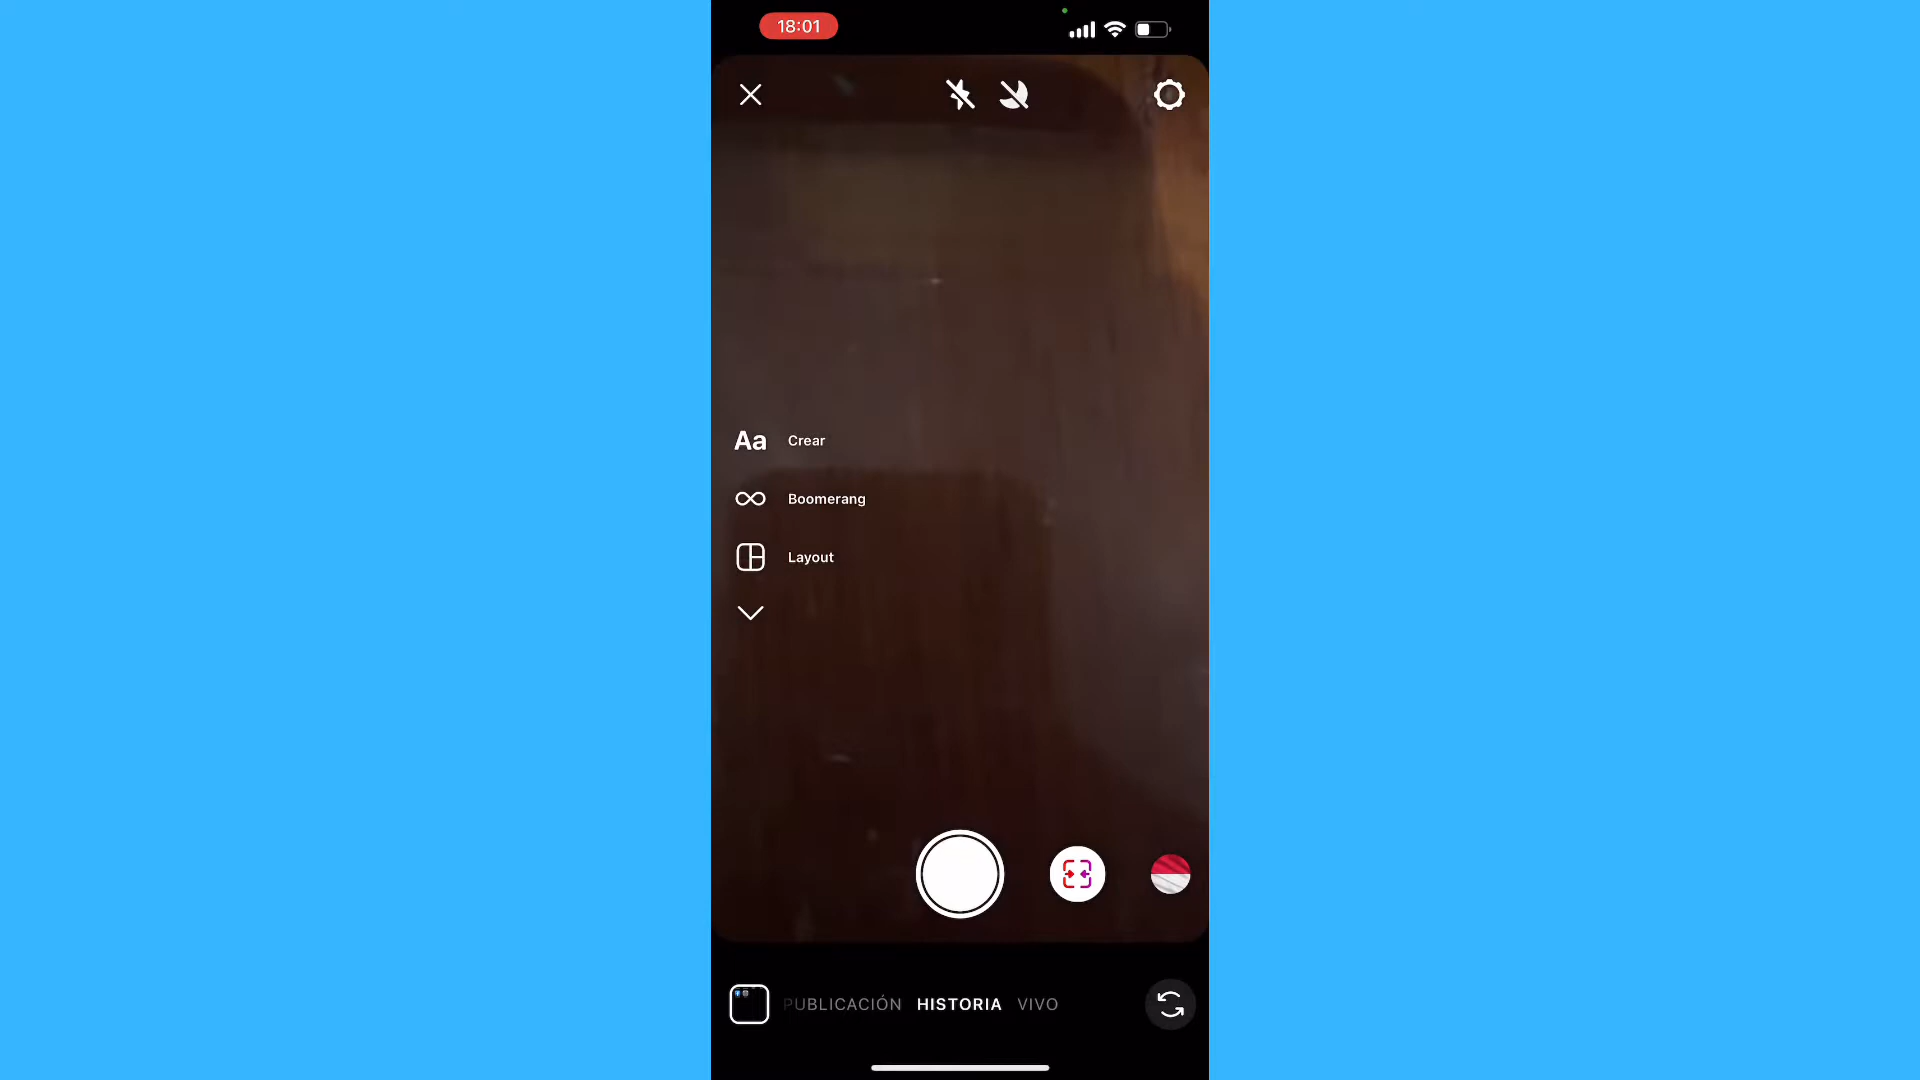 18:01
Aa Crear
Boomerang
Layout
PUBLICACIÓN HISTORIA VIVO